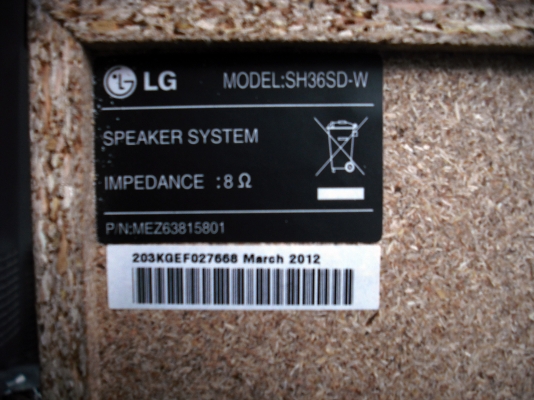 LG MODEL:SH36SD-W
SPEAKER SYSTEM
IMPEDANCE :8 Ω
P/N:MEZ63815801
203KGEF027668 March 2012